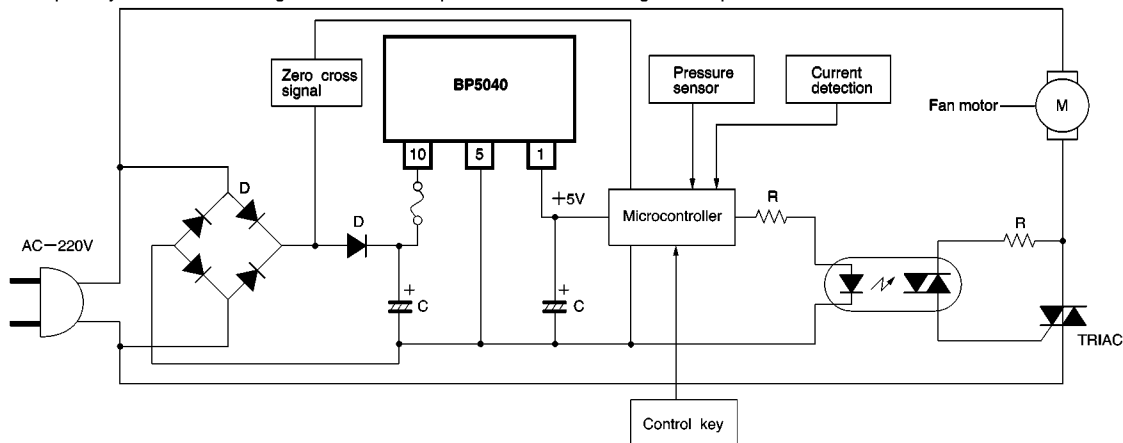 Zero cross
signal
BP5040
Pressure
sensor
Current
detection
Fan motor
M
10
5
1
D
D
+5V
Microcontroller
R
R
AC−220V
+
C
+
C
TRIAC
Control key